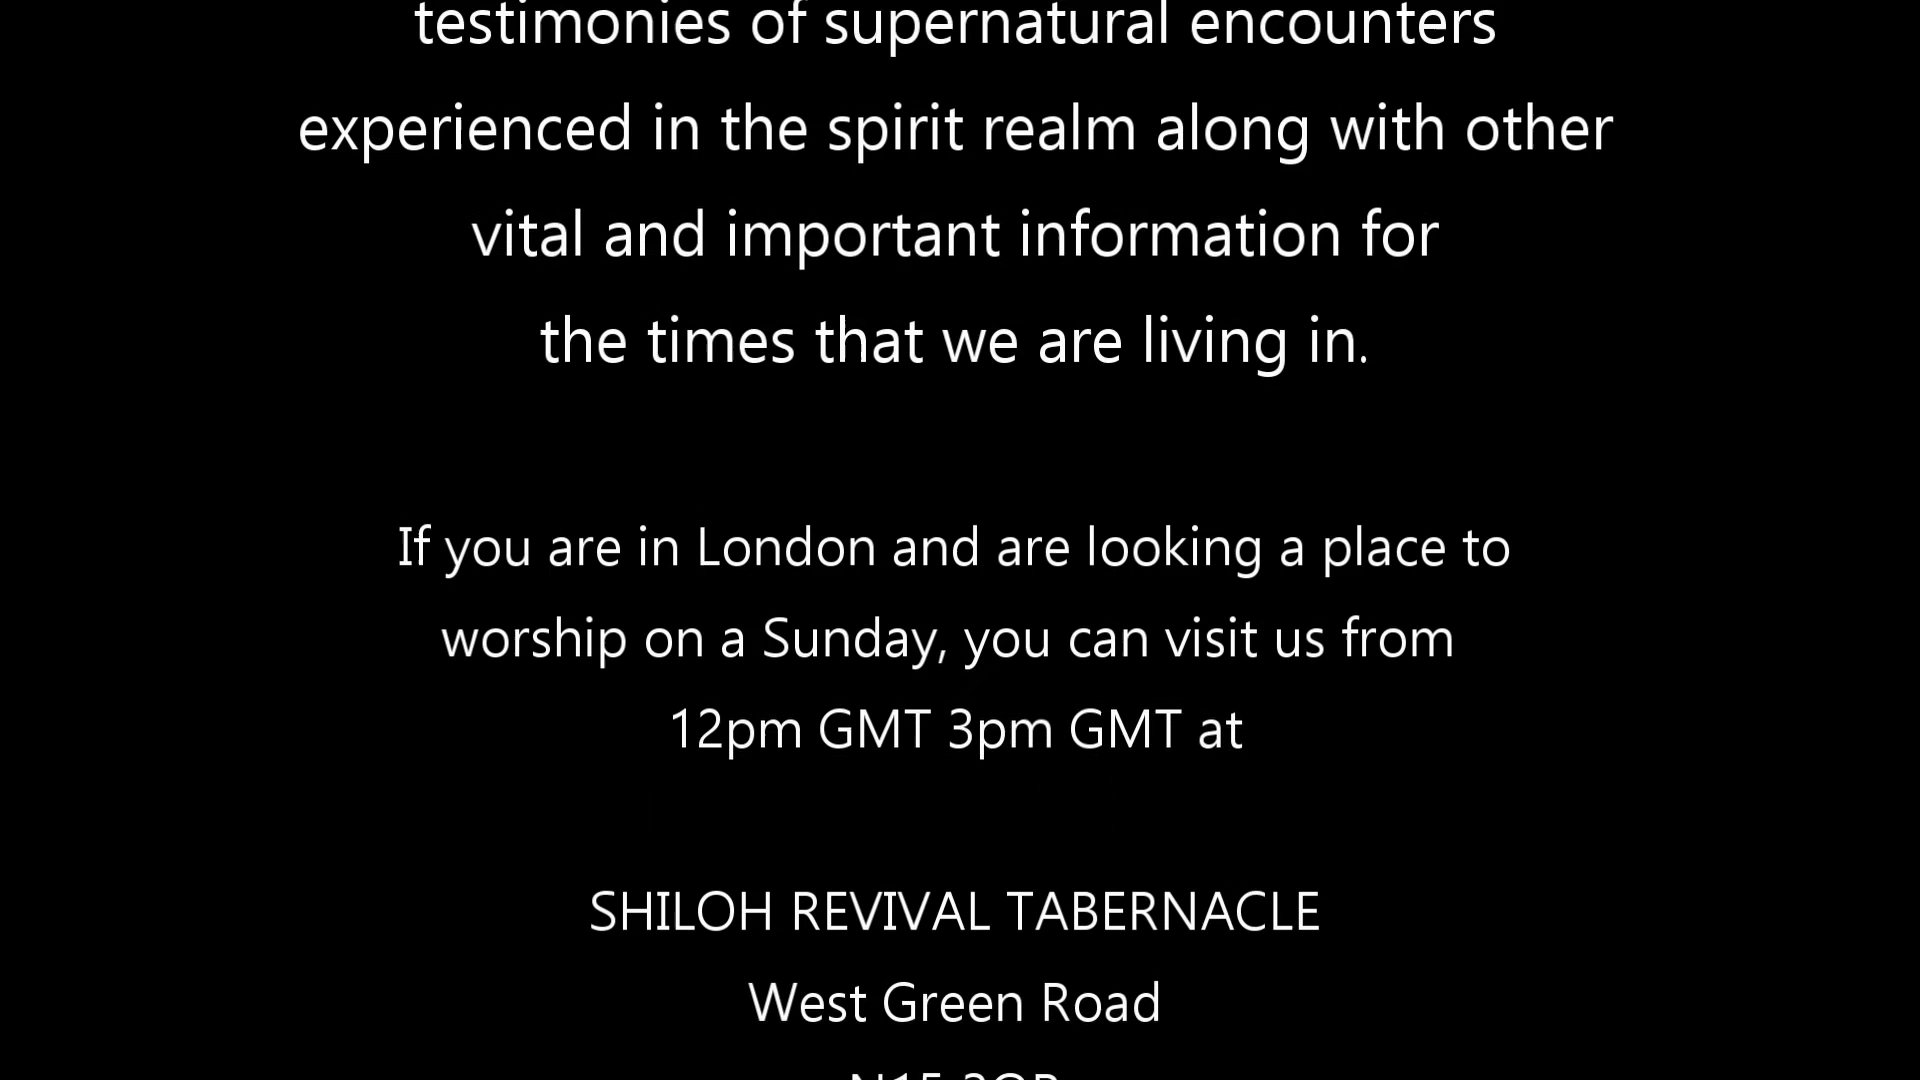 testimonies of supernatural encounters
experienced in the spirit realm along with other
vital and important information for
the times that we are living in.
If you are in London and are looking a place to
worship on a Sunday, you can visit us from
12pm GMT 3pm GMT at
SHILOH REVIVAL TABERNACLE
West Green Road